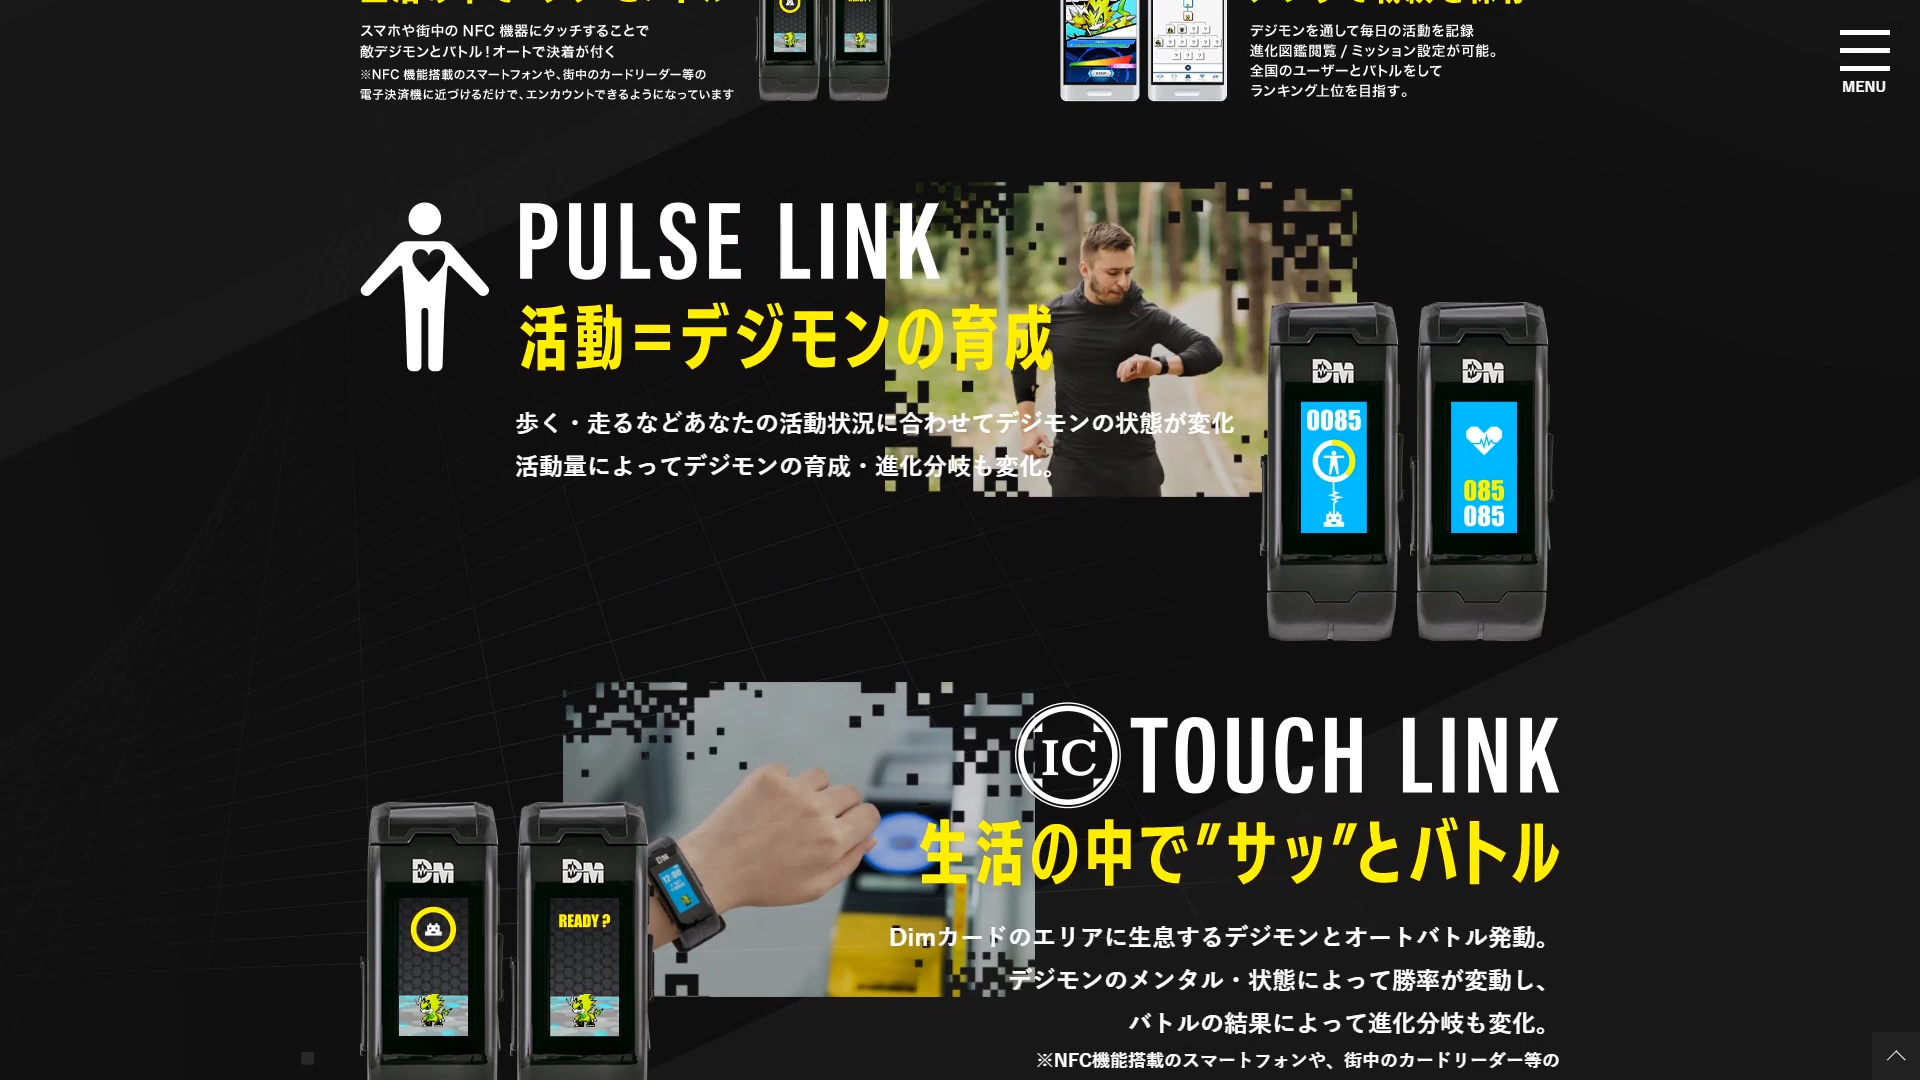 スマホや街中の NFC 機器にタッチすることで
敵デジモンとバトル！オートで決着が付く
※NFC 機能搭載のスマートフォンや、街中のカードリーダー等の
電子決済機に近づけるだけで、エンカウントできるようになっています
デジモンを通して毎日の活動を記録
進化図鑑閲覧 / ミッション設定が可能。
全国のユーザーとバトルをして
ランキング上位を目指す。
MENU
PULSE LINK
活動＝デジモンの育成
歩く・走るなどあなたの活動状況に合わせてデジモンの状態が変化
活動量によってデジモンの育成・進化分岐も変化。
DM
0085
DM
085
085
IC TOUCH LINK
生活の中で”サッ”とバトル
Dimカードのエリアに生息するデジモンとオートバトル発動。
デジモンのメンタル・状態によって勝率が変動し、
バトルの結果によって進化分岐も変化。
※NFC機能搭載のスマートフォンや、街中のカードリーダー等の
DM
DM
READY ?
12:00